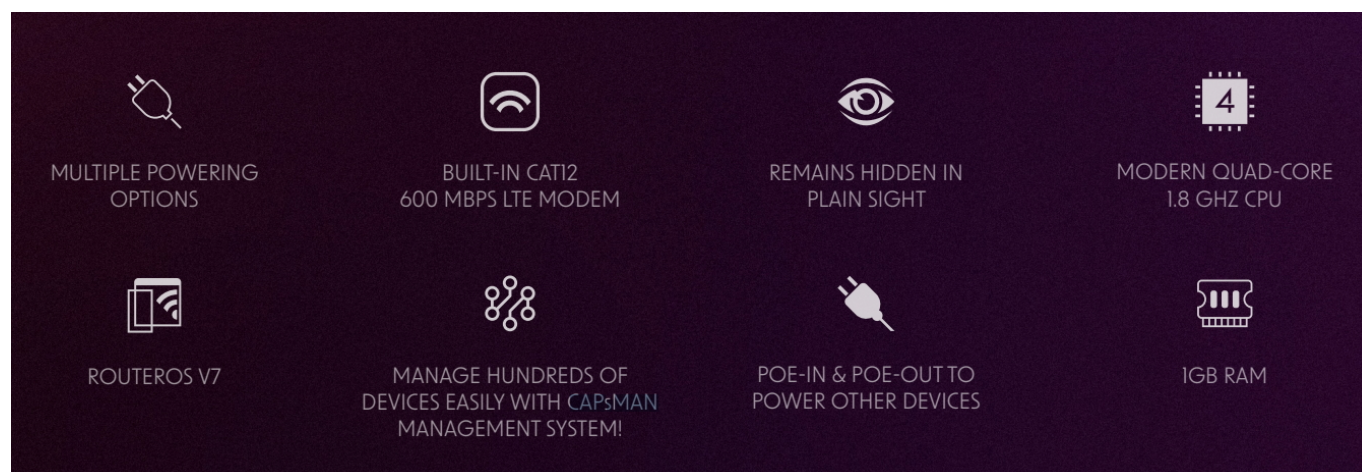 MULTIPLE POWERING
OPTIONS
BUILT-IN CAT12
600 MBPS LTE MODEM
REMAINS HIDDEN IN
PLAIN SIGHT
4
MODERN QUAD-CORE
1.8 GHZ CPU
ROUTEROS V7
MANAGE HUNDREDS OF
DEVICES EASILY WITH CAPsMAN
MANAGEMENT SYSTEM!
POE-IN & POE-OUT TO
POWER OTHER DEVICES
1GB RAM